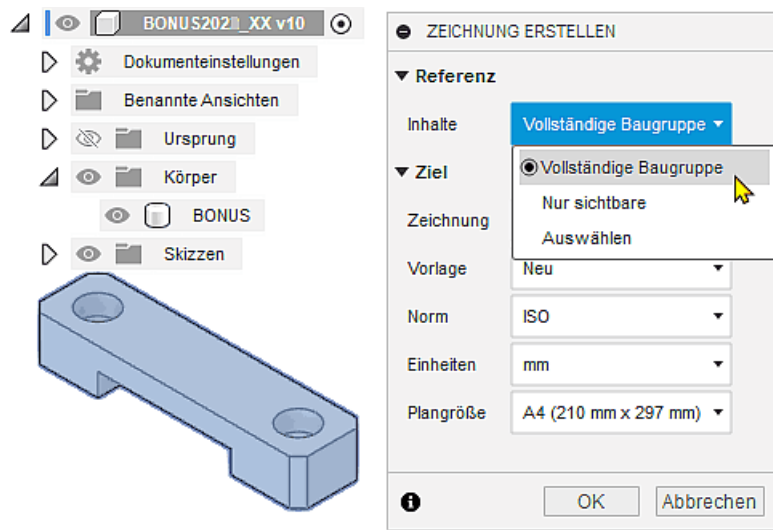 BONUS202_XX v10
Dokumenteinstellungen
Benannte Ansichten
Ursprung
Körper
BONUS
Skizzen
ZEICHNUNG ERSTELLEN
Referenz
Inhalte Vollständige Baugruppe
Vollständige Baugruppe
Nur sichtbare
Auswählen
Ziel
Zeichnung
Vorlage Neu
Norm ISO
Einheiten mm
Plangröße A4 (210 mm x 297 mm)
OK Abbrechen